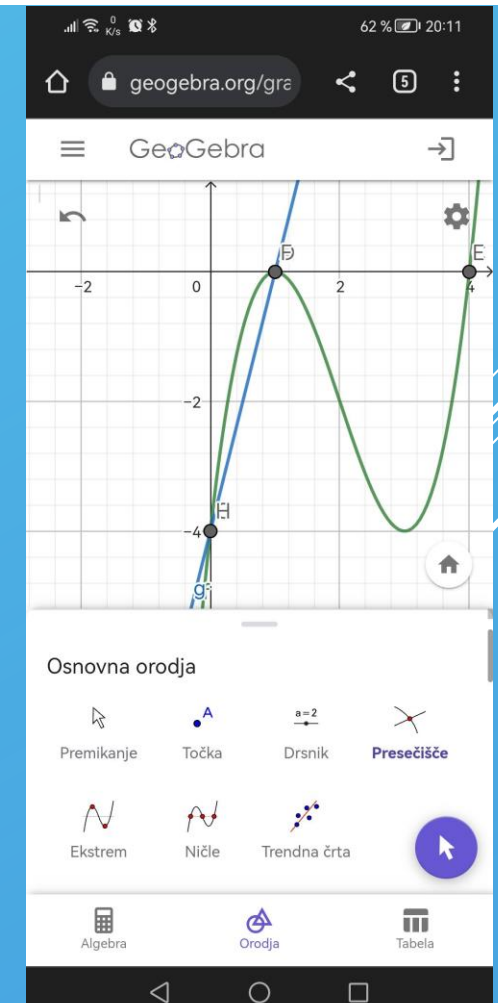 0 K/s 62 % 20:11
geogebra.org/gra 5
GeoGebra
E
-2 0 2 4
-2
-4
Osnovna orodja
A a=2
Premikanje Točka Drsnik Presečišče
Ekstrem Ničle Trendna črta
Algebra Orodja Tabela